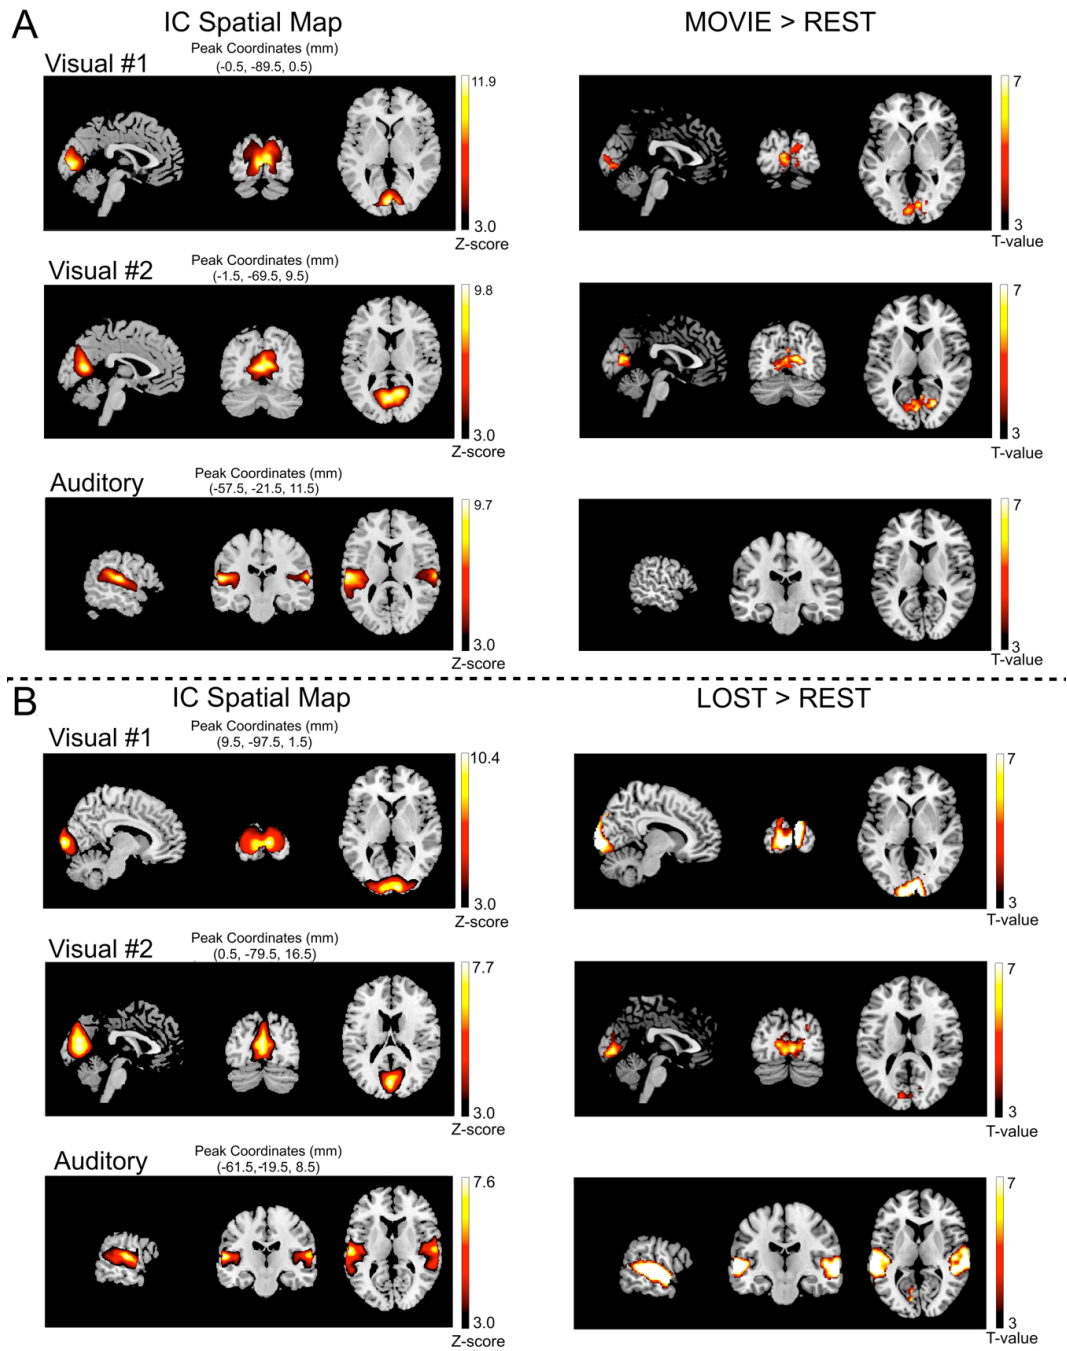 A
IC Spatial Map
MOVIE > REST
Visual #1
Peak Coordinates (mm)
(-0.5, -89.5, 0.5)
11.9
3.0
Z-score
7
3
T-value
Visual #2
Peak Coordinates (mm)
(-1.5, -69.5, 9.5)
9.8
3.0
Z-score
7
3
T-value
Auditory
Peak Coordinates (mm)
(-57.5, -21.5, 11.5)
9.7
3.0
Z-score
7
3
T-value
B
IC Spatial Map
LOST > REST
Visual #1
Peak Coordinates (mm)
(9.5, -97.5, 1.5)
10.4
3.0
Z-score
7
3
T-value
Visual #2
Peak Coordinates (mm)
(0.5, -79.5, 16.5)
7.7
3.0
Z-score
7
3
T-value
Auditory
Peak Coordinates (mm)
(-61.5,-19.5, 8.5)
7.6
3.0
Z-score
7
3
T-value